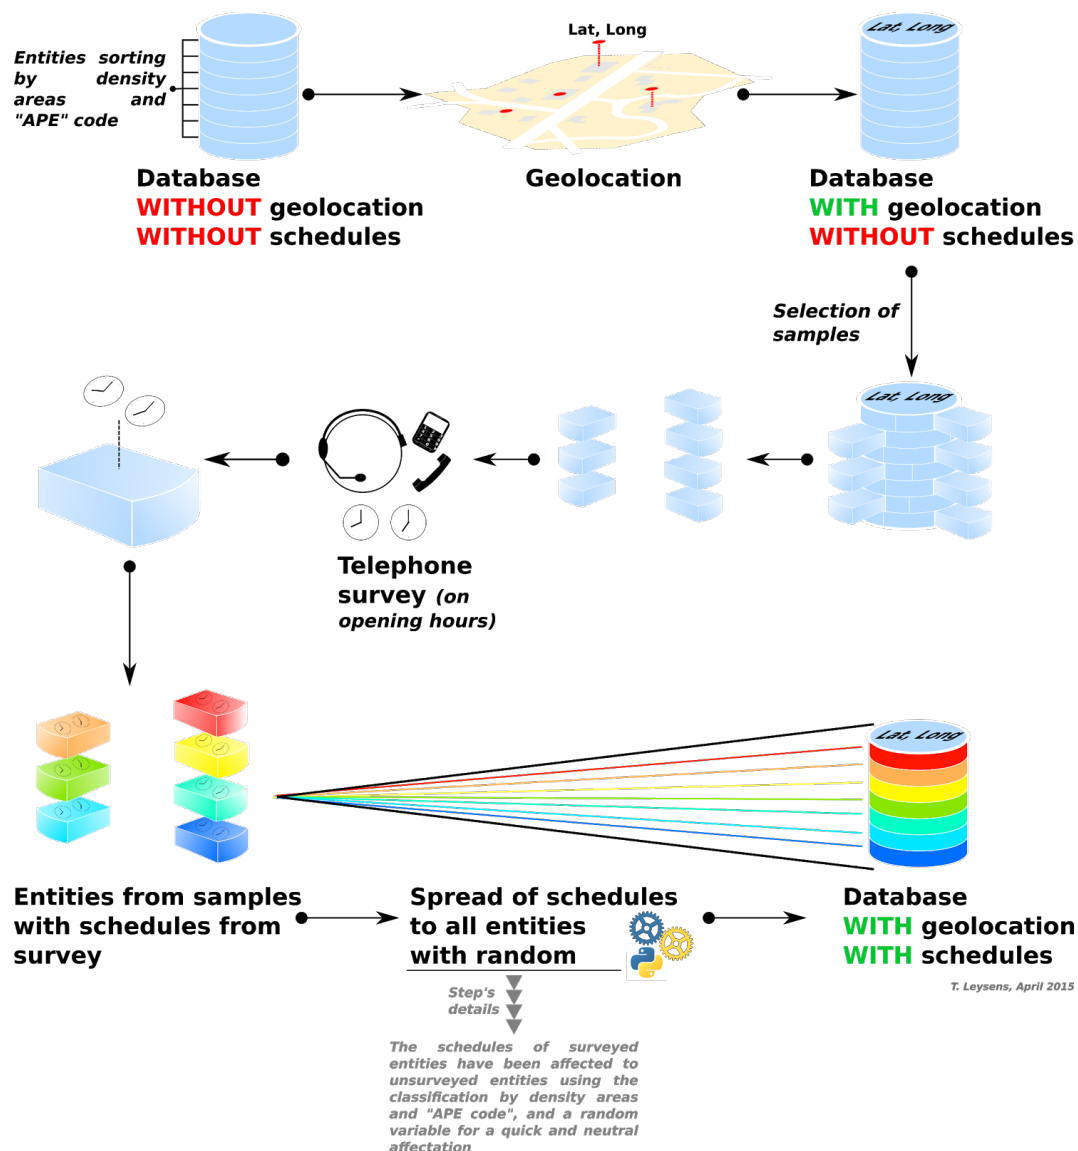 Lat, Long
Lat, Long
Entities sorting
by density
areas and
"APE" code
Database
WITHOUT geolocation
WITHOUT schedules
Geolocation
Database
WITH geolocation
WITHOUT schedules
Selection of
samples
Lat, Long
Telephone
survey (on
opening hours)
Lat, Long
Entities from samples
with schedules from
survey
Spread of schedules
to all entities
with random
Database
WITH geolocation
WITH schedules
T. Leysens, April 2015
Step's
details
The schedules of surveyed
entities have been affected to
unsurveyed entities using the
classification by density areas
and "APE code", and a random
variable for a quick and neutral
affectation